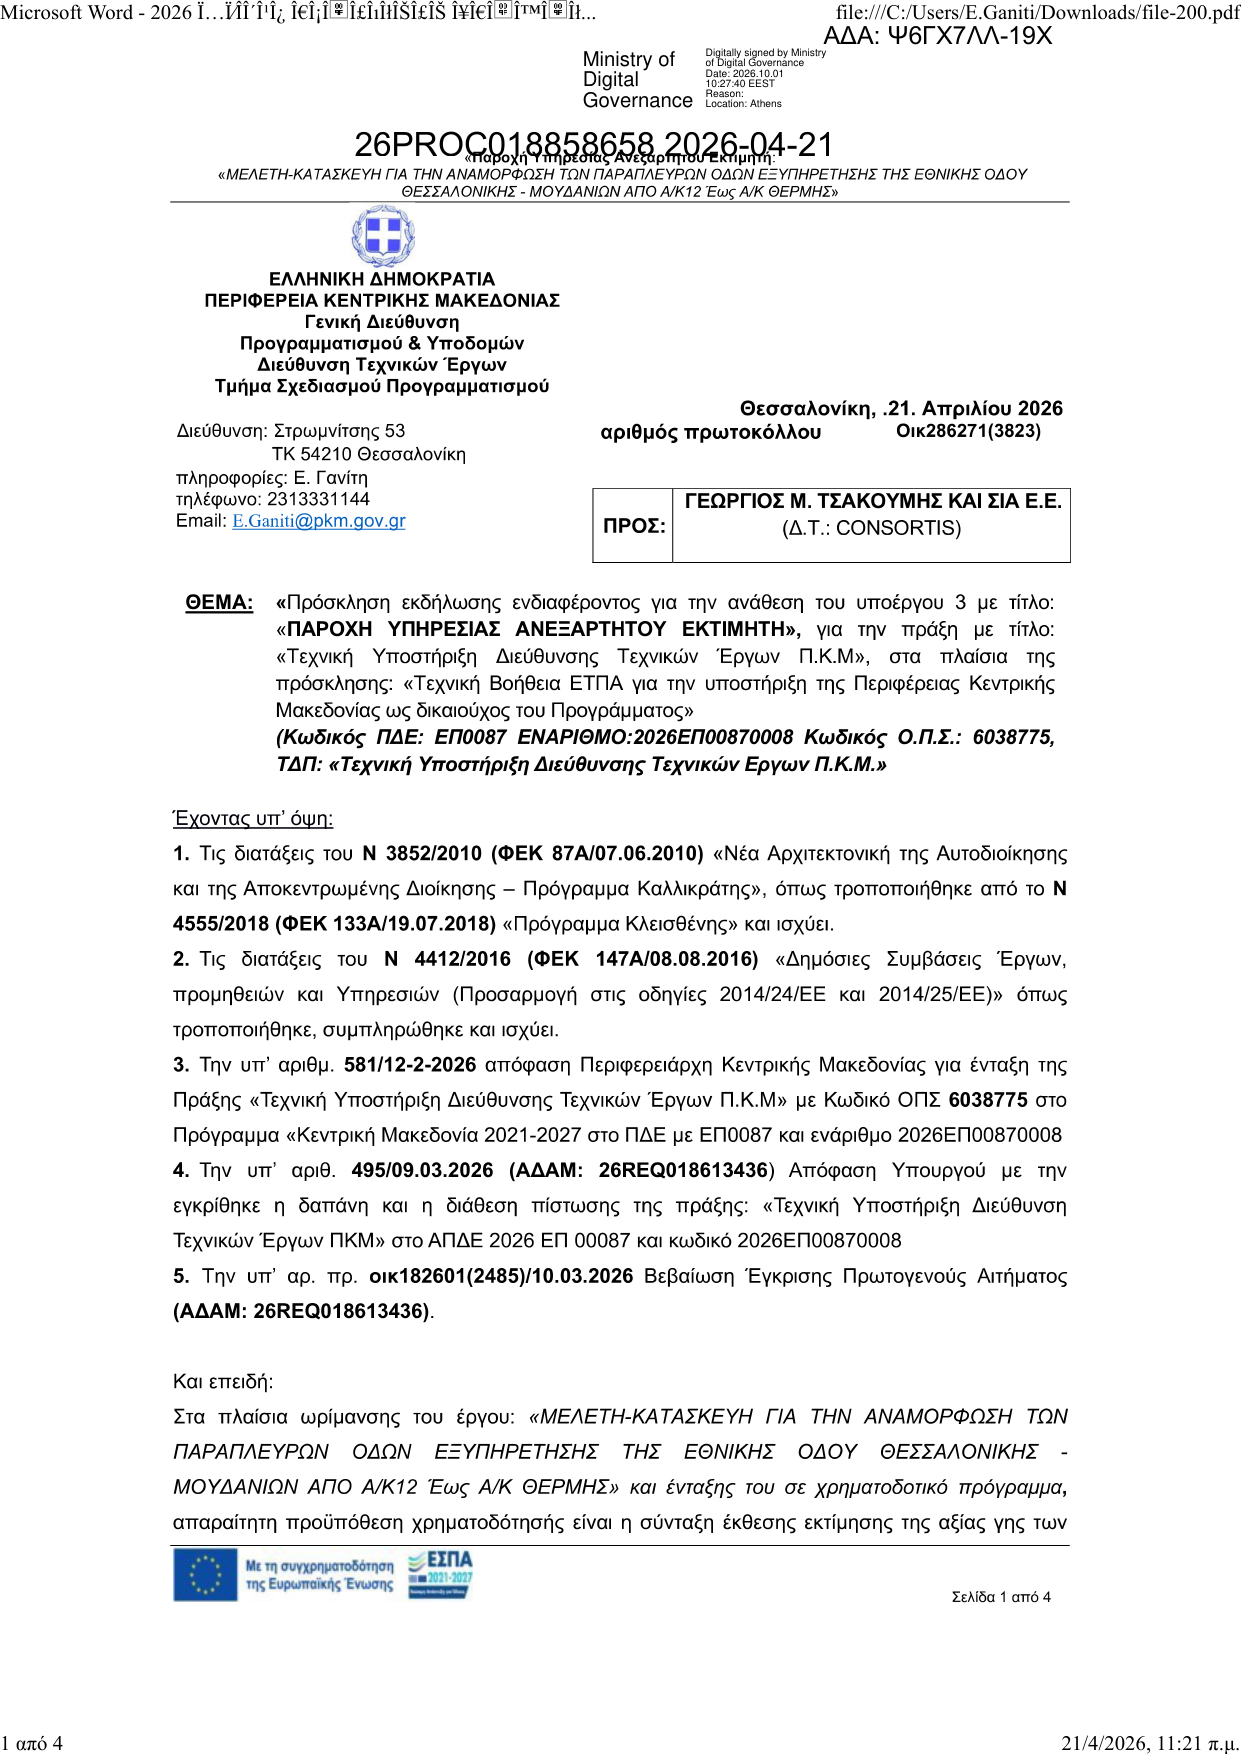 Microsoft Word - 2026 file:///C:/Users/E.Ganiti/Downloads/file-200.pdf
ΑΔΑ: Ψ6ΓΧ7ΛΛ-19Χ
Ministry of
Digital
Governance
Digitally signed by Ministry
of Digital Governance
Date: 2026.10.01
10:27:40 EEST
Reason:
Location: Athens
26PROC018858658 2026-04-21
«Παροχή Υπηρεσίας Ανεξάρτητου Εκτιμητή:
«ΜΕΛΕΤΗ-ΚΑΤΑΣΚΕΥΗ ΓΙΑ ΤΗΝ ΑΝΑΜΟΡΦΩΣΗ ΤΩΝ ΠΑΡΑΠΛΕΥΡΩΝ ΟΔΩΝ ΕΞΥΠΗΡΕΤΗΣΗΣ ΤΗΣ ΕΘΝΙΚΗΣ ΟΔΟΥ
ΘΕΣΣΑΛΟΝΙΚΗΣ - ΜΟΥΔΑΝΙΩΝ ΑΠΟ Α/Κ12 Έως Α/Κ ΘΕΡΜΗΣ»
ΕΛΛΗΝΙΚΗ ΔΗΜΟΚΡΑΤΙΑ
ΠΕΡΙΦΕΡΕΙΑ ΚΕΝΤΡΙΚΗΣ ΜΑΚΕΔΟΝΙΑΣ
Γενική Διεύθυνση
Προγραμματισμού & Υποδομών
Διεύθυνση Τεχνικών Έργων
Τμήμα Σχεδιασμού Προγραμματισμού
Θεσσαλονίκη, .21. Απριλίου 2026
αριθμός πρωτοκόλλου Οικ286271(3823)
Διεύθυνση: Στρωμνίτσης 53
ΤΚ 54210 Θεσσαλονίκη
πληροφορίες: Ε. Γανίτη
τηλέφωνο: 2313331144
Email: E.Ganiti@pkm.gov.gr
ΠΡΟΣ:
ΓΕΩΡΓΙΟΣ Μ. ΤΣΑΚΟΥΜΗΣ ΚΑΙ ΣΙΑ Ε.Ε.
(Δ.Τ.: CONSORTIS)
ΘΕΜΑ: «Πρόσκληση εκδήλωσης ενδιαφέροντος για την ανάθεση του υποέργου 3 με τίτλο:
«ΠΑΡΟΧΗ ΥΠΗΡΕΣΙΑΣ ΑΝΕΞΑΡΤΗΤΟΥ ΕΚΤΙΜΗΤΗ», για την πράξη με τίτλο:
«Τεχνική Υποστήριξη Διεύθυνσης Τεχνικών Έργων Π.Κ.Μ», στα πλαίσια της
πρόσκλησης: «Τεχνική Βοήθεια ΕΤΠΑ για την υποστήριξη της Περιφέρειας Κεντρικής
Μακεδονίας ως δικαιούχος του Προγράμματος»
(Κωδικός ΠΔΕ: ΕΠ0087 ΕΝΑΡΙΘΜΟ:2026ΕΠ00870008 Κωδικός Ο.Π.Σ.: 6038775,
ΤΔΠ: «Τεχνική Υποστήριξη Διεύθυνσης Τεχνικών Εργων Π.Κ.Μ.»
Έχοντας υπ’ όψη:
1. Τις διατάξεις του Ν 3852/2010 (ΦΕΚ 87Α/07.06.2010) «Νέα Αρχιτεκτονική της Αυτοδιοίκησης
και της Αποκεντρωμένης Διοίκησης – Πρόγραμμα Καλλικράτης», όπως τροποποιήθηκε από το Ν
4555/2018 (ΦΕΚ 133Α/19.07.2018) «Πρόγραμμα Κλεισθένης» και ισχύει.
2. Τις διατάξεις του Ν 4412/2016 (ΦΕΚ 147Α/08.08.2016) «Δημόσιες Συμβάσεις Έργων,
προμηθειών και Υπηρεσιών (Προσαρμογή στις οδηγίες 2014/24/ΕΕ και 2014/25/ΕΕ)» όπως
τροποποιήθηκε, συμπληρώθηκε και ισχύει.
3. Την υπ’ αριθμ. 581/12-2-2026 απόφαση Περιφερειάρχη Κεντρικής Μακεδονίας για ένταξη της
Πράξης «Τεχνική Υποστήριξη Διεύθυνσης Τεχνικών Έργων Π.Κ.Μ» με Κωδικό ΟΠΣ 6038775 στο
Πρόγραμμα «Κεντρική Μακεδονία 2021-2027 στο ΠΔΕ με ΕΠ0087 και ενάριθμο 2026ΕΠ00870008
4. Την υπ’ αριθ. 495/09.03.2026 (ΑΔΑΜ: 26REQ018613436) Απόφαση Υπουργού με την
εγκρίθηκε η δαπάνη και η διάθεση πίστωσης της πράξης: «Τεχνική Υποστήριξη Διεύθυνση
Τεχνικών Έργων ΠΚΜ» στο ΑΠΔΕ 2026 ΕΠ 00087 και κωδικό 2026ΕΠ00870008
5. Την υπ’ αρ. πρ. οικ182601(2485)/10.03.2026 Βεβαίωση Έγκρισης Πρωτογενούς Αιτήματος
(ΑΔΑΜ: 26REQ018613436).
Και επειδή:
Στα πλαίσια ωρίμανσης του έργου: «ΜΕΛΕΤΗ-ΚΑΤΑΣΚΕΥΗ ΓΙΑ ΤΗΝ ΑΝΑΜΟΡΦΩΣΗ ΤΩΝ
ΠΑΡΑΠΛΕΥΡΩΝ ΟΔΩΝ ΕΞΥΠΗΡΕΤΗΣΗΣ ΤΗΣ ΕΘΝΙΚΗΣ ΟΔΟΥ ΘΕΣΣΑΛΟΝΙΚΗΣ -
ΜΟΥΔΑΝΙΩΝ ΑΠΟ Α/Κ12 Έως Α/Κ ΘΕΡΜΗΣ» και ένταξης του σε χρηματοδοτικό πρόγραμμα,
απαραίτητη προϋπόθεση χρηματοδότησής είναι η σύνταξη έκθεσης εκτίμησης της αξίας γης των
Με τη συγχρηματοδότηση
της Ευρωπαϊκής Ένωσης
ΕΣΠΑ
2021-2027
Σελίδα 1 από 4
1 από 4 21/4/2026, 11:21 π.μ.